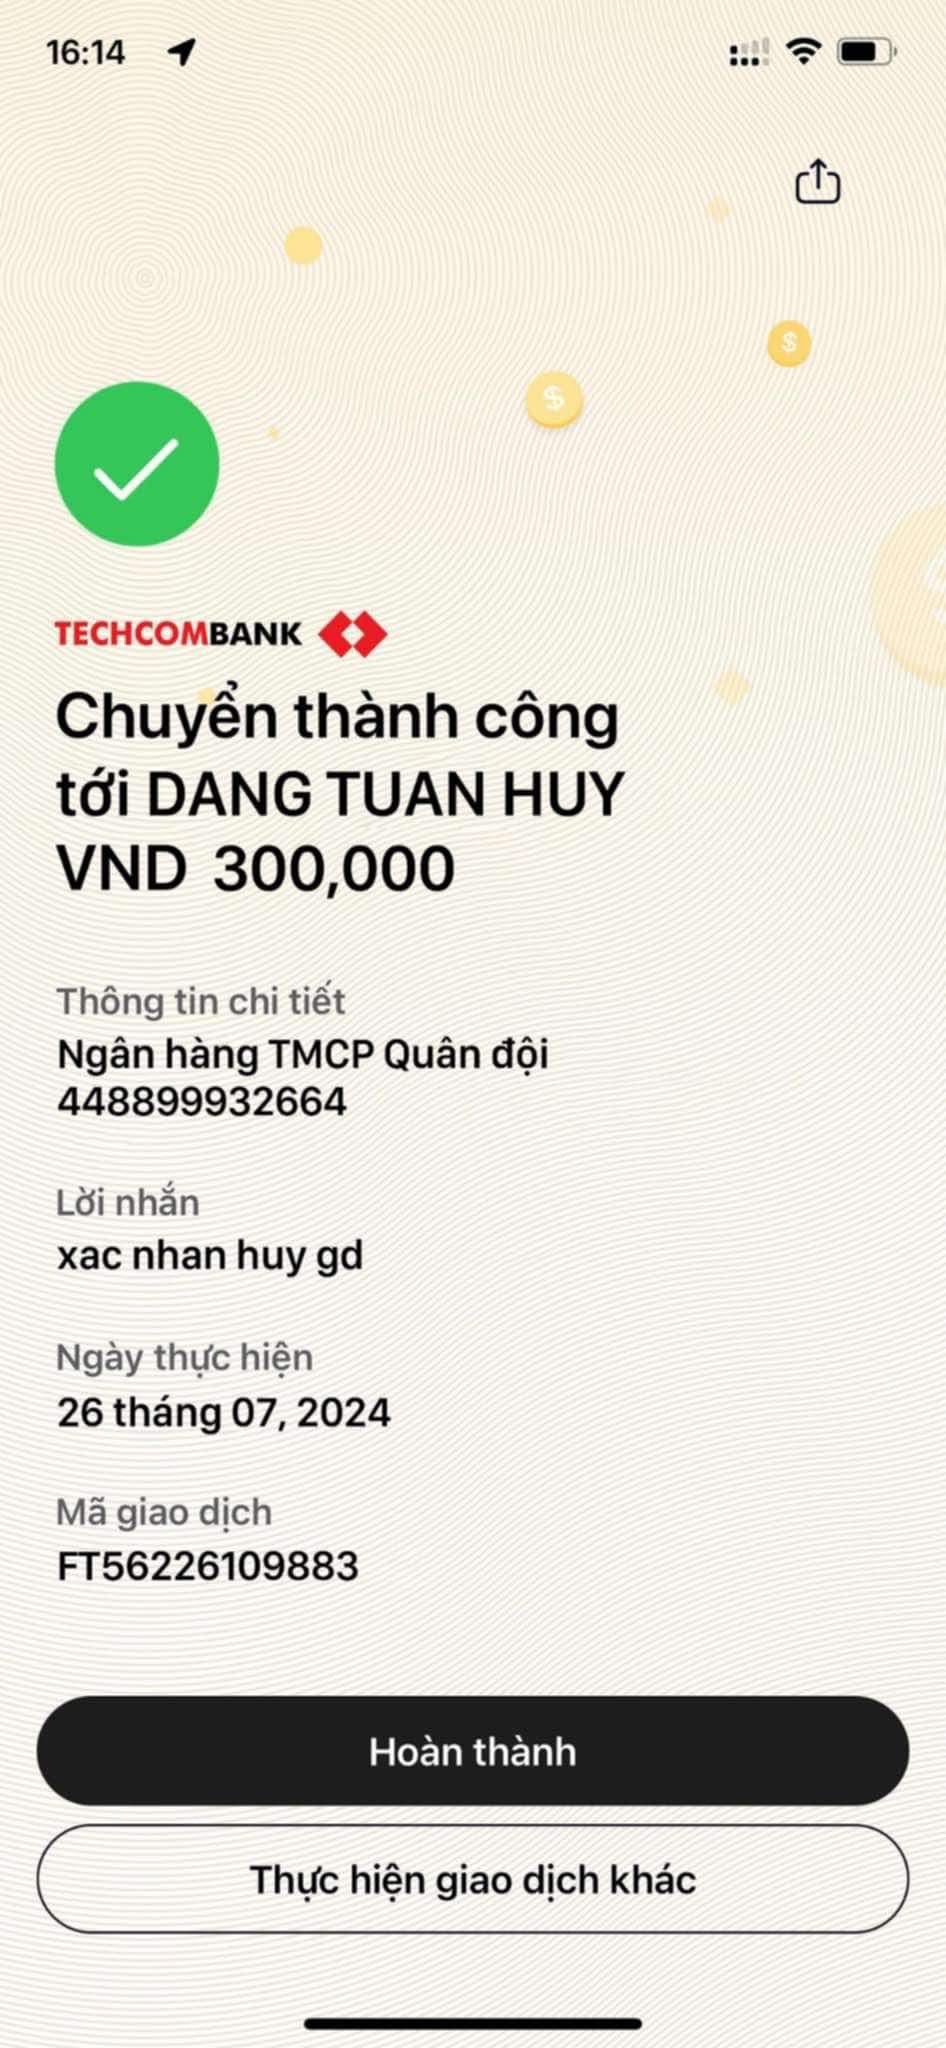 16:14
TECHCOMBANK
Chuyển thành công
tới DANG TUAN HUY
VND 300,000
Thông tin chi tiết
Ngân hàng TMCP Quân đội
448899932664
Lời nhắn
xac nhan huy gd
Ngày thực hiện
26 tháng 07, 2024
Mã giao dịch
FT56226109883
Hoàn thành
Thực hiện giao dịch khác